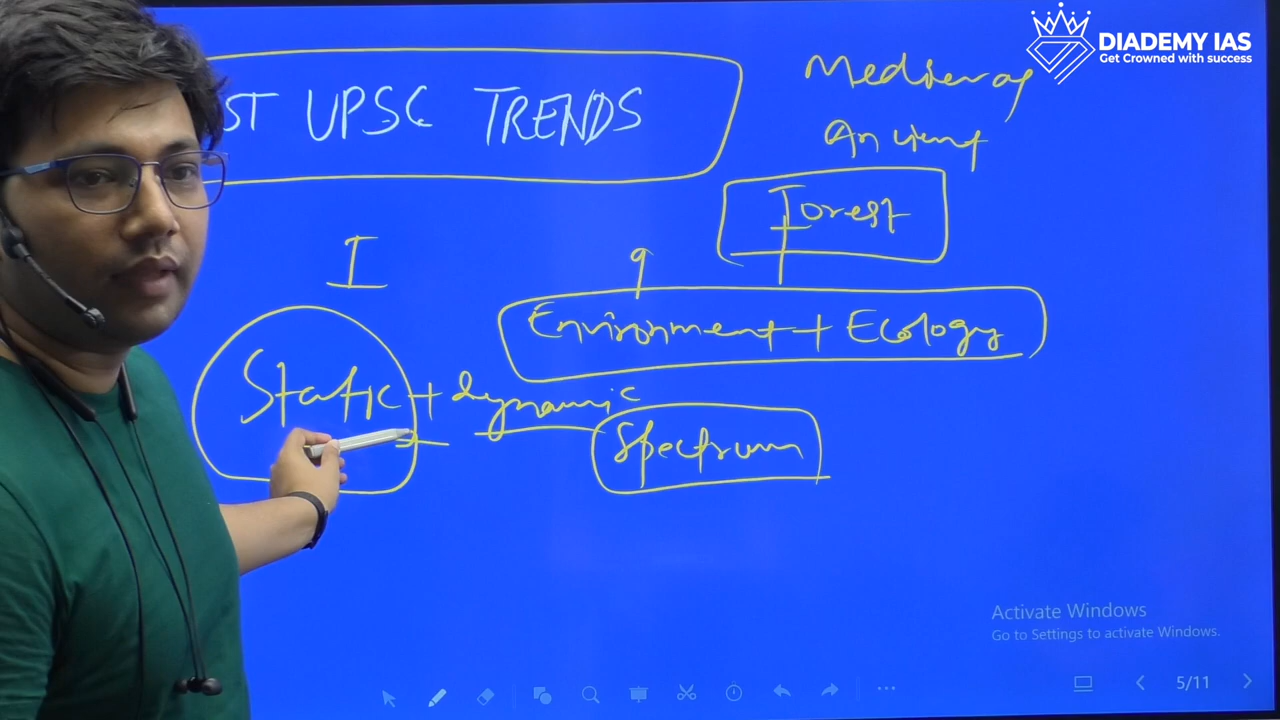 DIADEMY IAS
Get Crowned with success
ST UPSC TRENDS
Medieval
Ancient
Forest
I
9
Environment + Ecology
Static + dynamic
Spectrum
Activate Windows
Go to Settings to activate Windows.
5/11